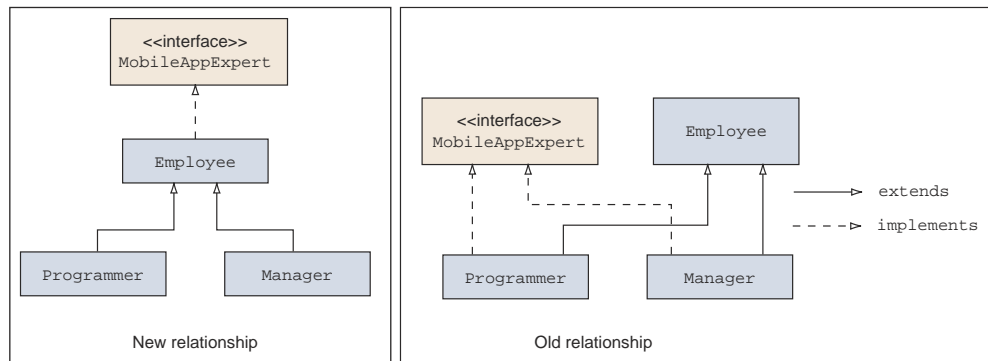 <<interface>>
MobileAppExpert
Employee
Programmer
Manager
New relationship
<<interface>>
MobileAppExpert
Employee
extends
implements
Programmer
Manager
Old relationship